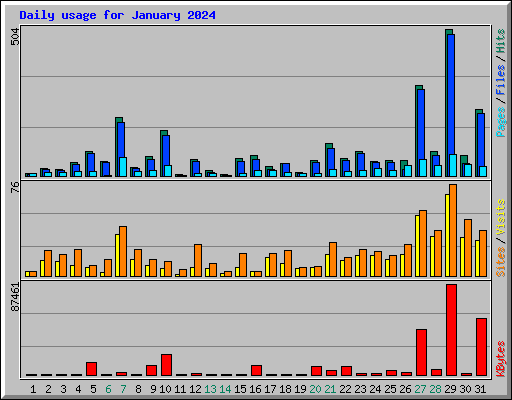 Daily usage for January 2024
504
Pages / Files / Hits
76
Sites / Visits
87461
KBytes
1 2 3 4 5 6 7 8 9 10 11 12 13 14 15 16 17 18 19 20 21 22 23 24 25 26 27 28 29 30 31